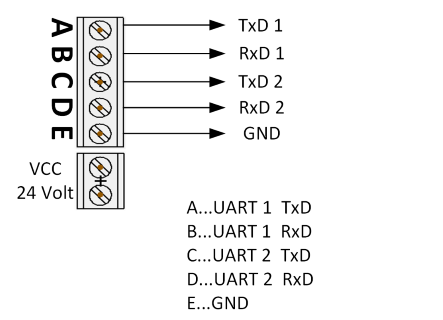 A TxD 1
B RxD 1
C TxD 2
D RxD 2
E GND
VCC
24 Volt
+
A...UART 1 TxD
B...UART 1 RxD
C...UART 2 TxD
D...UART 2 RxD
E...GND